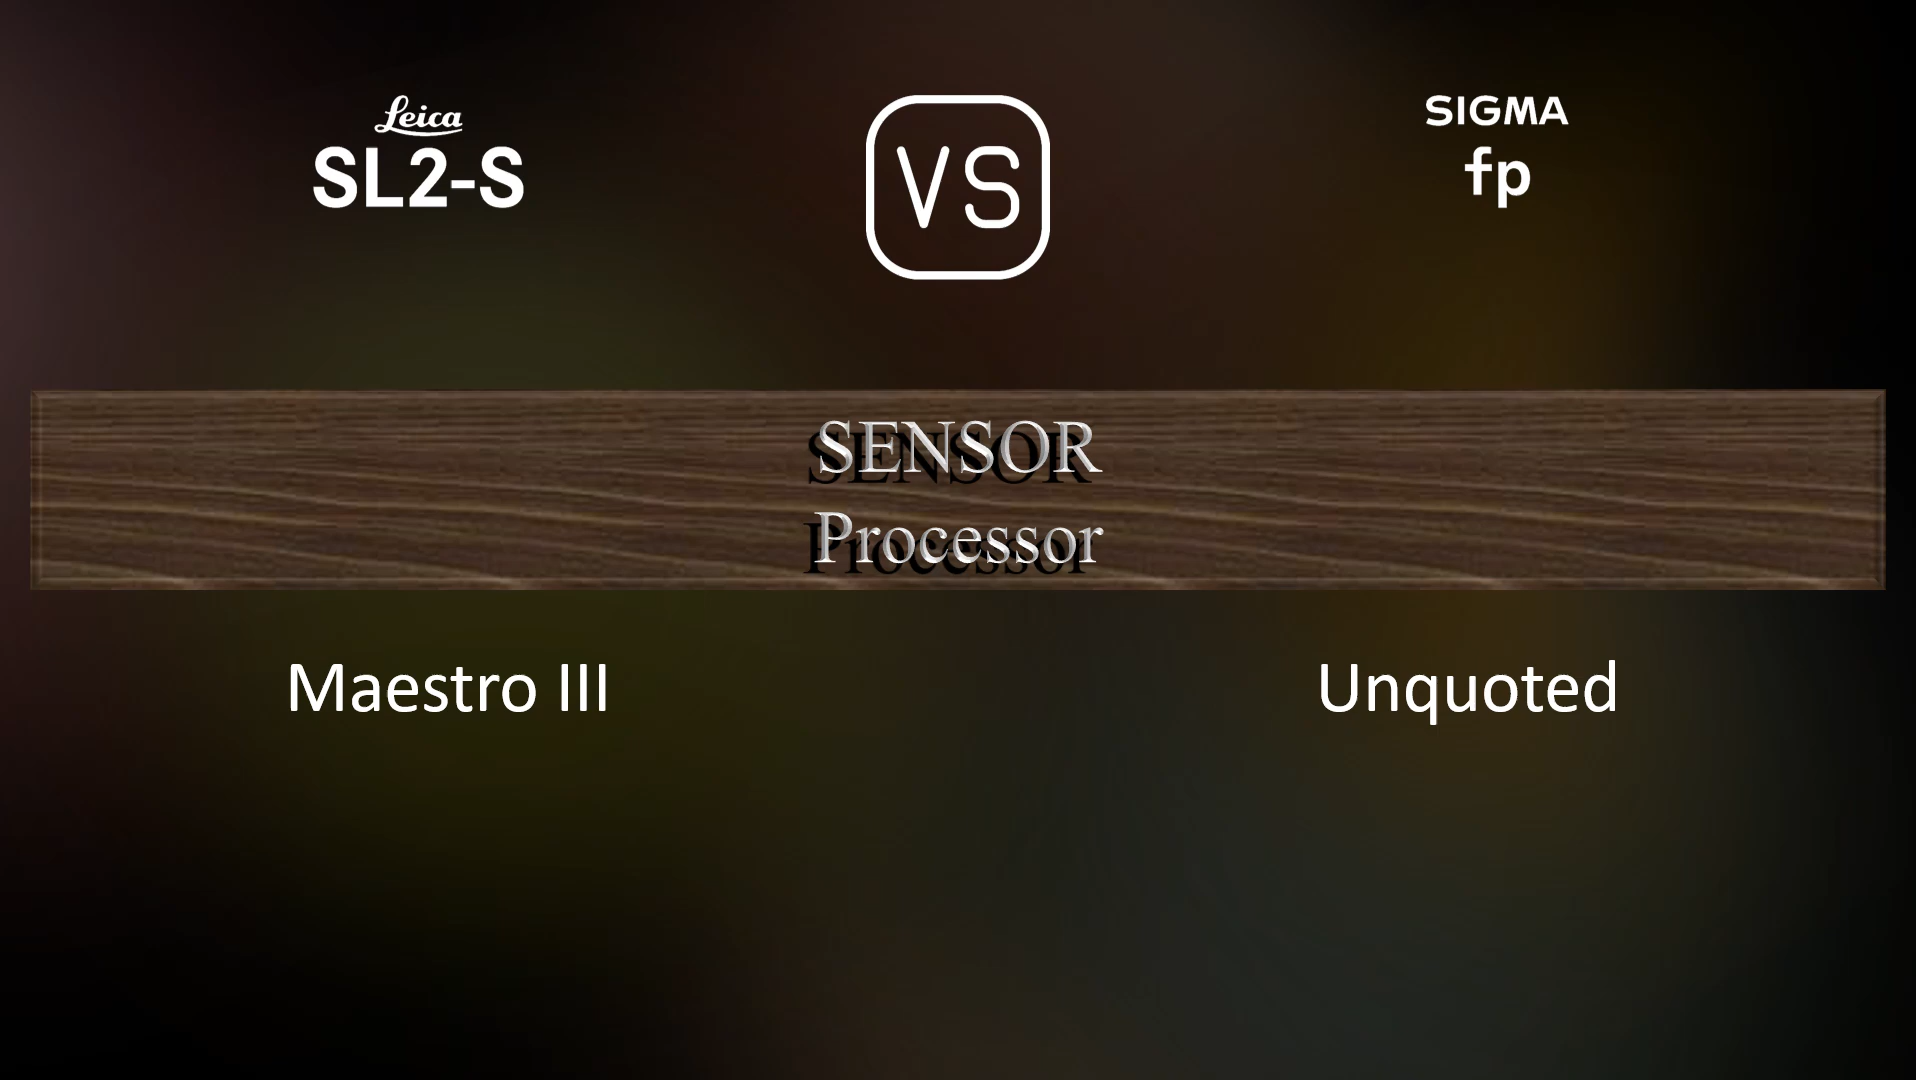 Leica
SL2-S
VS
SIGMA
fp
SENSOR
Processor
Maestro III
Unquoted